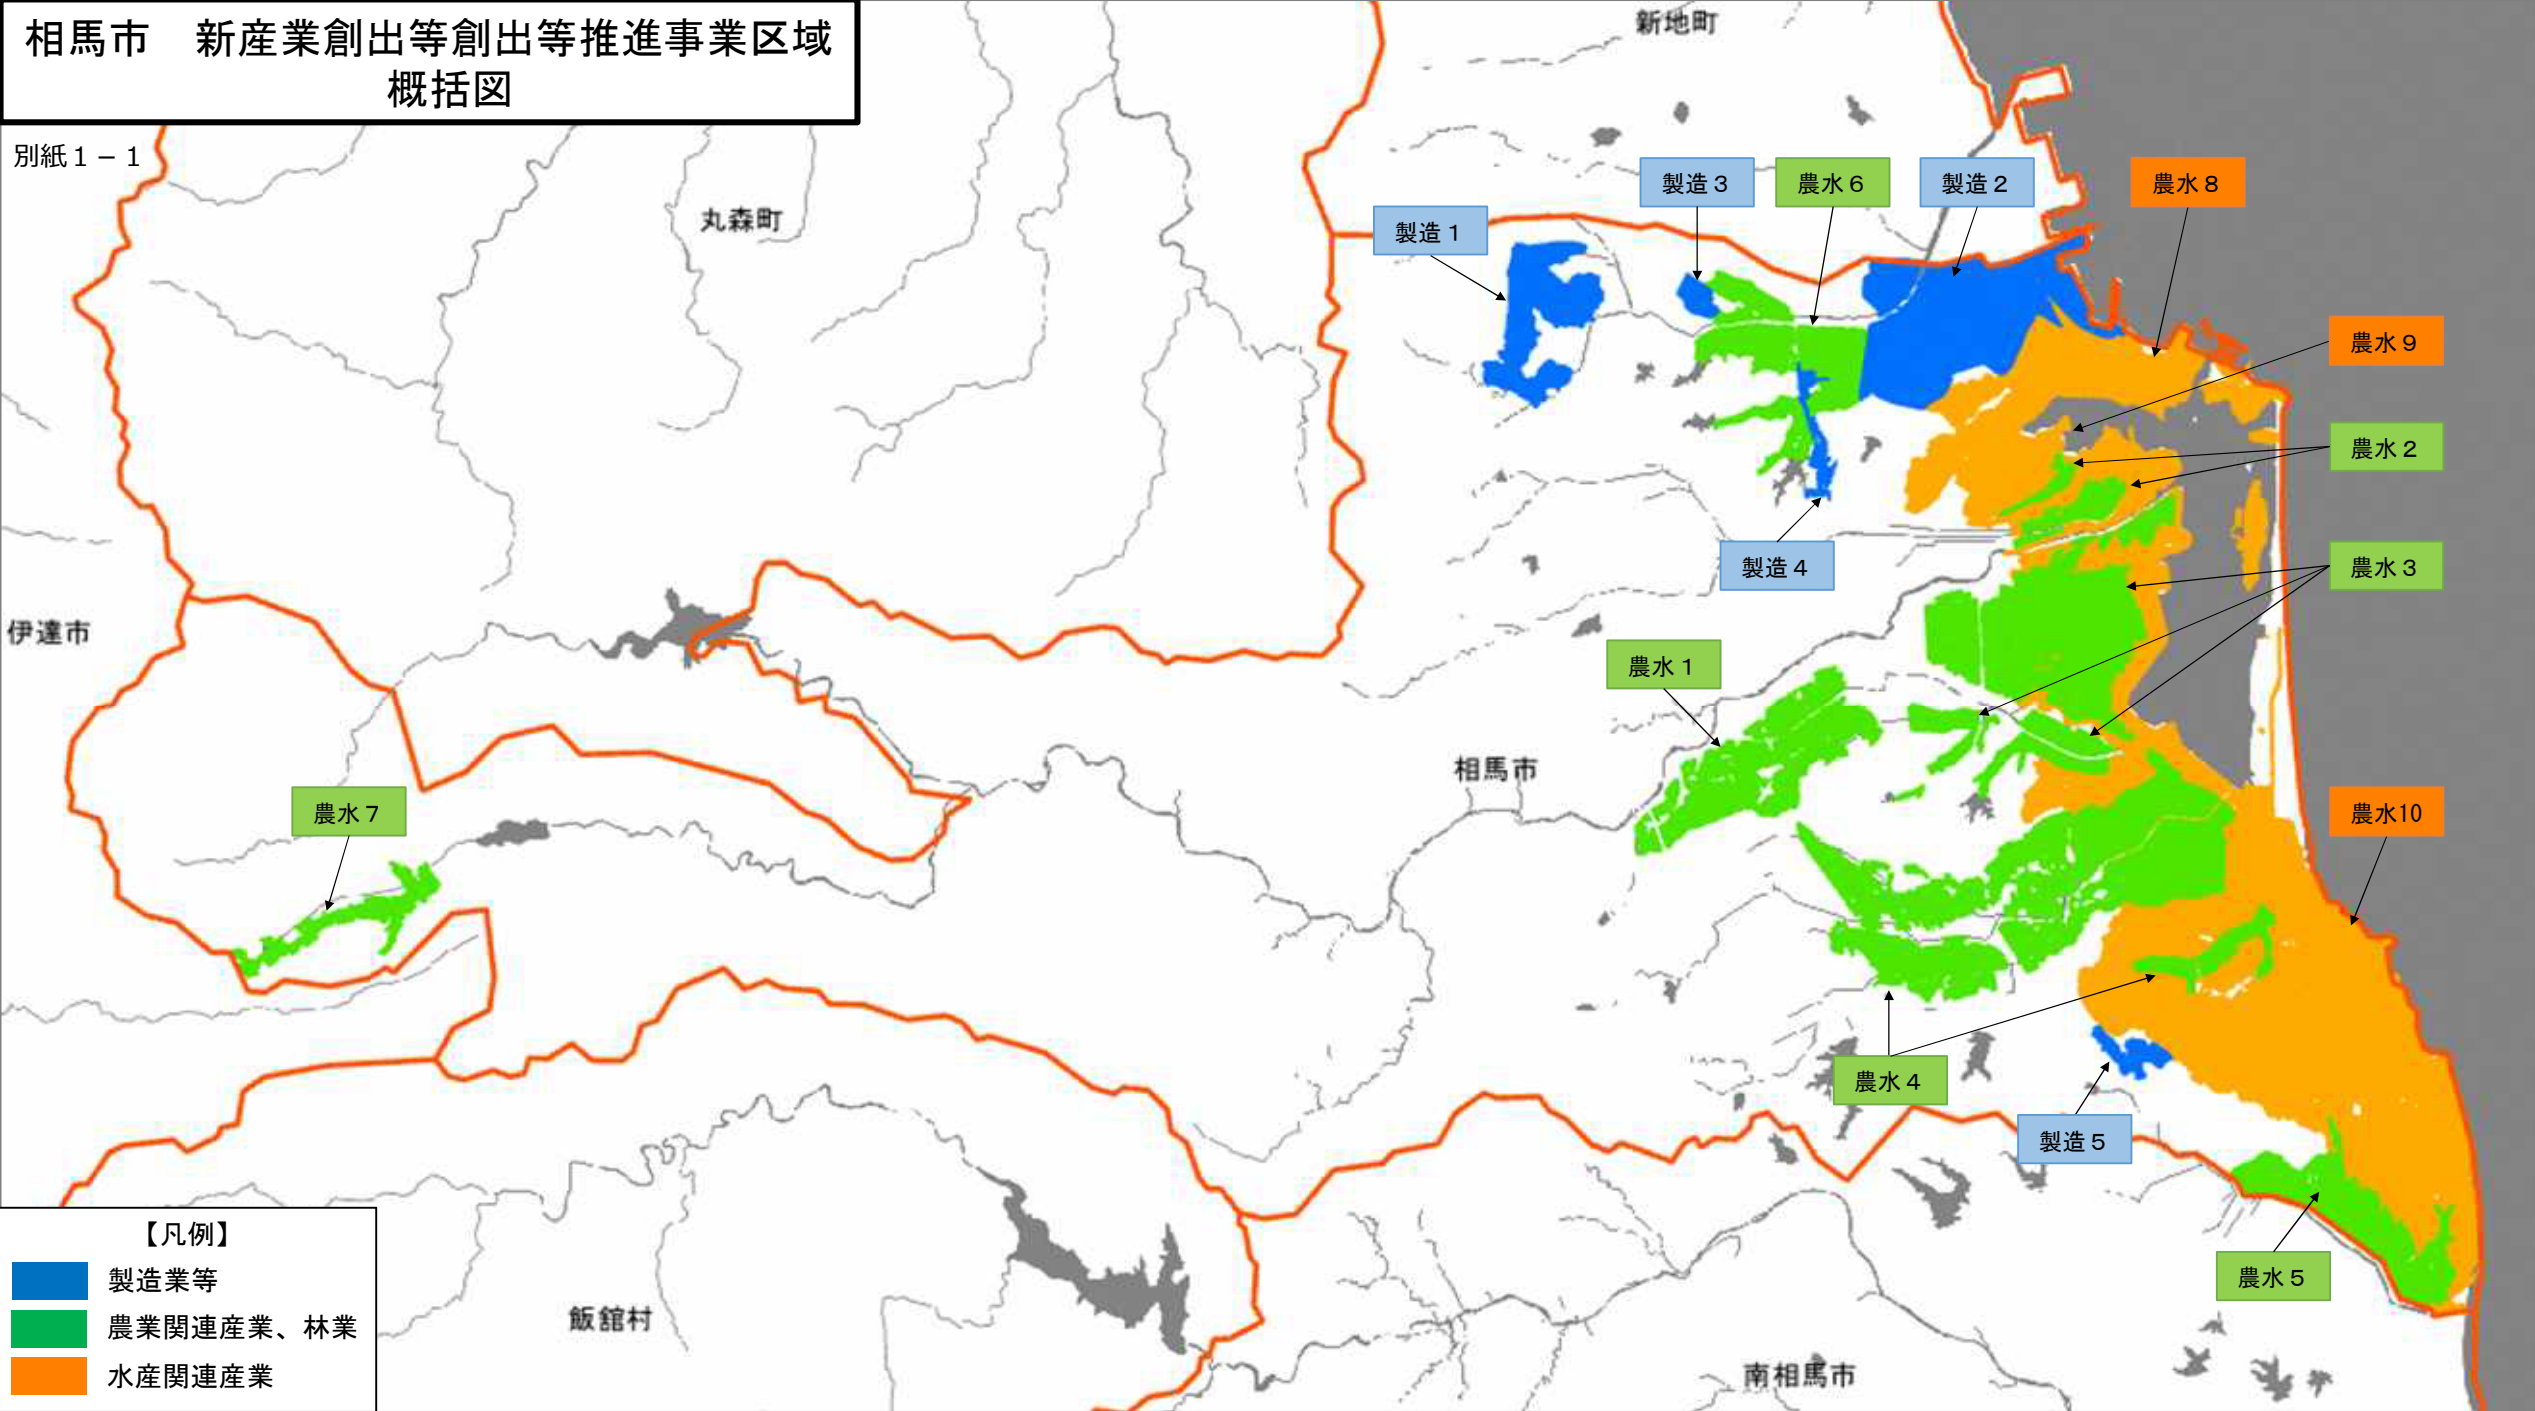 相馬市　新産業創出等創出等推進事業区域
概括図
別紙１－１
新地町
丸森町
製造３
農水６
製造２
農水８
製造１
農水９
農水２
製造４
農水３
伊達市
農水１
相馬市
農水７
農水10
農水４
製造５
農水５
飯舘村
南相馬市
【凡例】
製造業等
農業関連産業、林業
水産関連産業